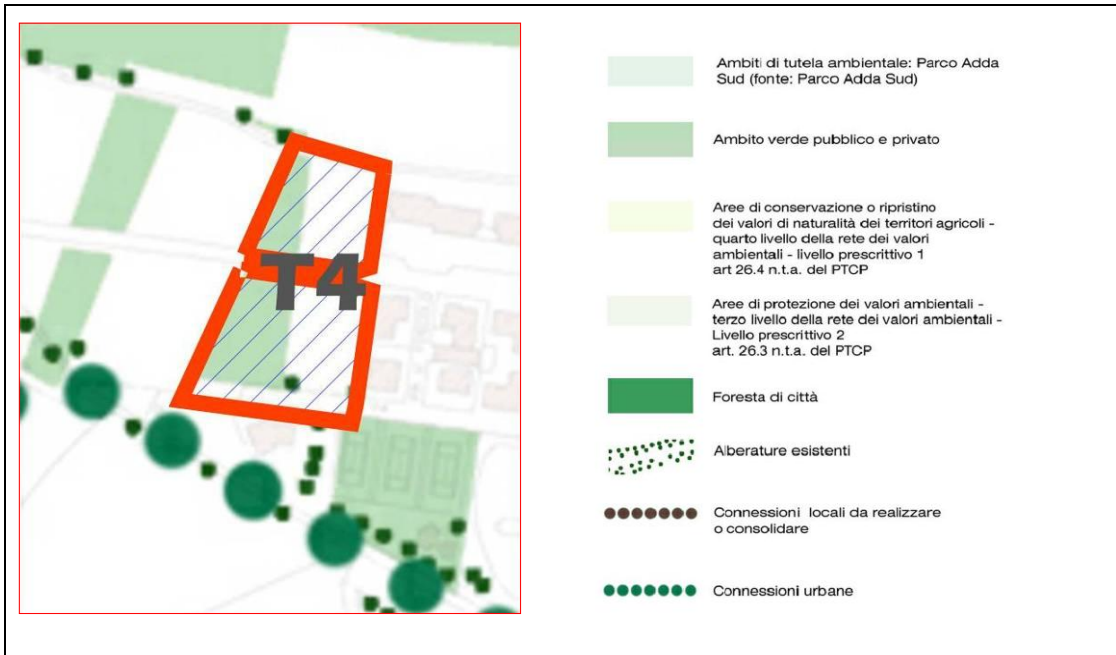 T4
Ambiti di tutela ambientale: Parco Adda
Sud (fonte: Parco Adda Sud)
Ambito verde pubblico e privato
Aree di conservazione o ripristino
dei valori di naturalità dei territori agricoli -
quarto livello della rete dei valori
ambientali - livello prescrittivo 1
art 26.4 n.t.a. del PTCP
Aree di protezione dei valori ambientali -
terzo livello della rete dei valori ambientali -
Livello prescrittivo 2
art. 26.3 n.t.a. del PTCP
Foresta di città
Alberature esistenti
Connessioni locali da realizzare
o consolidare
Connessioni urbane